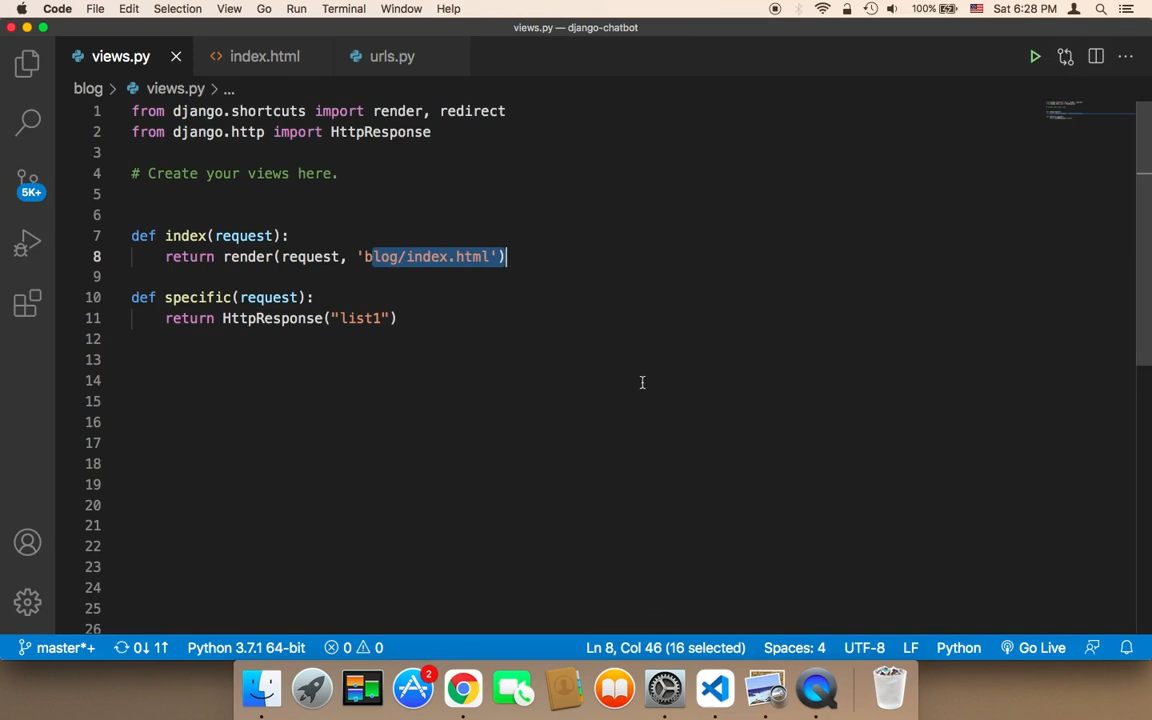 Code File Edit Selection View Go Run Terminal Window Help 100% Sat 6:28 PM
views.py — django-chatbot
views.py index.html urls.py
blog > views.py > ...
1 from django.shortcuts import render, redirect
2 from django.http import HttpResponse
3
4 # Create your views here.
5
6
7 def index(request):
8 return render(request, 'blog/index.html')
9
10 def specific(request):
11 return HttpResponse("list1")
12
13
14
15
16
17
18
19
20
21
22
23
24
25
26
5K+
master*+ 0↓ 1↑ Python 3.7.1 64-bit 0 0 Ln 8, Col 46 (16 selected) Spaces: 4 UTF-8 LF Python Go Live
2